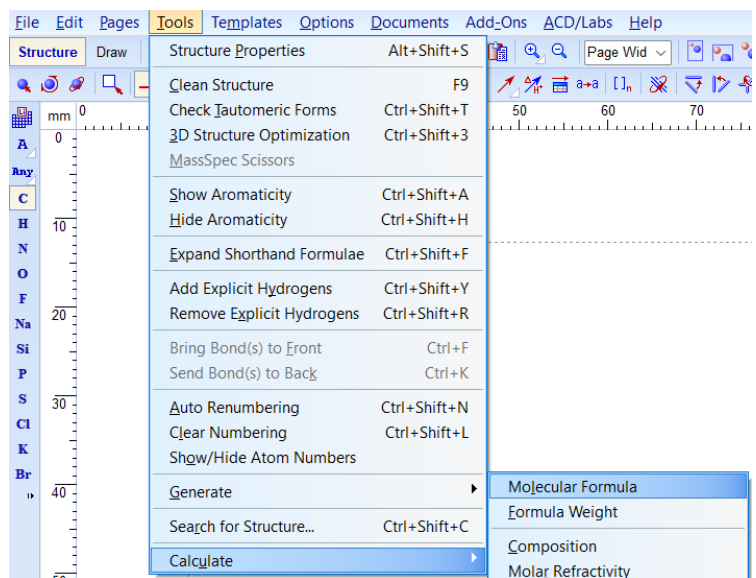 File Edit Pages Tools Templates Options Documents Add-Ons ACD/Labs Help
Structure Draw Page Wid
mm 0 50 60 70
0
10
20
30
40
50
A
Any
C
H
N
O
F
Na
Si
P
S
Cl
K
Br
Structure Properties Alt+Shift+S
Clean Structure F9
Check Tautomeric Forms Ctrl+Shift+T
3D Structure Optimization Ctrl+Shift+3
MassSpec Scissors
Show Aromaticity Ctrl+Shift+A
Hide Aromaticity Ctrl+Shift+H
Expand Shorthand Formulae Ctrl+Shift+F
Add Explicit Hydrogens Ctrl+Shift+Y
Remove Explicit Hydrogens Ctrl+Shift+R
Bring Bond(s) to Front Ctrl+F
Send Bond(s) to Back Ctrl+K
Auto Renumbering Ctrl+Shift+N
Clear Numbering Ctrl+Shift+L
Show/Hide Atom Numbers
Generate
Search for Structure... Ctrl+Shift+C
Calculate
Molecular Formula
Formula Weight
Composition
Molar Refractivity